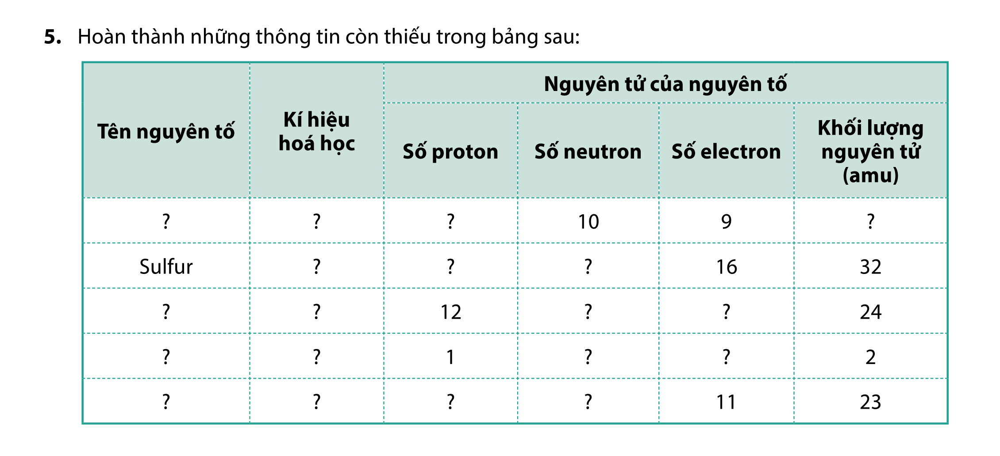 5. Hoàn thành những thông tin còn thiếu trong bảng sau:
Tên nguyên tố
Kí hiệu
hoá học
Nguyên tử của nguyên tố
Số proton
Số neutron
Số electron
Khối lượng
nguyên tử
(amu)
? ? ? 10 9 ?
Sulfur ? ? ? 16 32
? ? 12 ? ? 24
? ? 1 ? ? 2
? ? ? ? 11 23